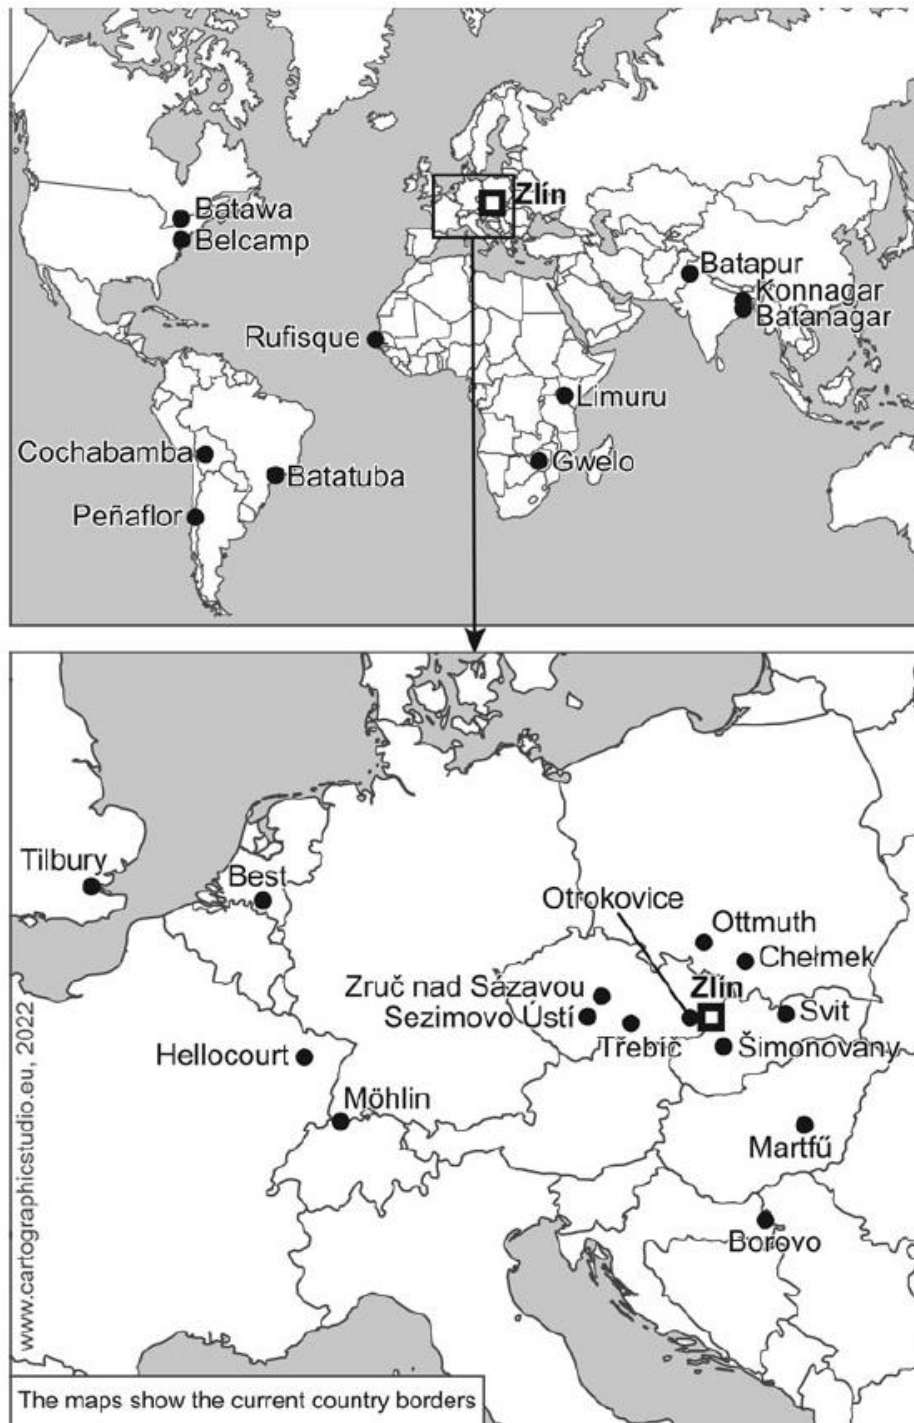 Zlín
Batawa
Belcamp
Batapur
Konnagar
Batanagar
Rufisque
Limuru
Cochabamba
Batatuba
Gwelo
Peñaflor
Tilbury
Best
Otrokovice
Ottmuth
Chełmek
Zlín
Zruč nad Sázavou
Sezimovo Ústí
Svit
Třebíč
Šimonovany
Hellocourt
Möhlin
Martfű
Borovo
www.cartographicstudio.eu, 2022
The maps show the current country borders